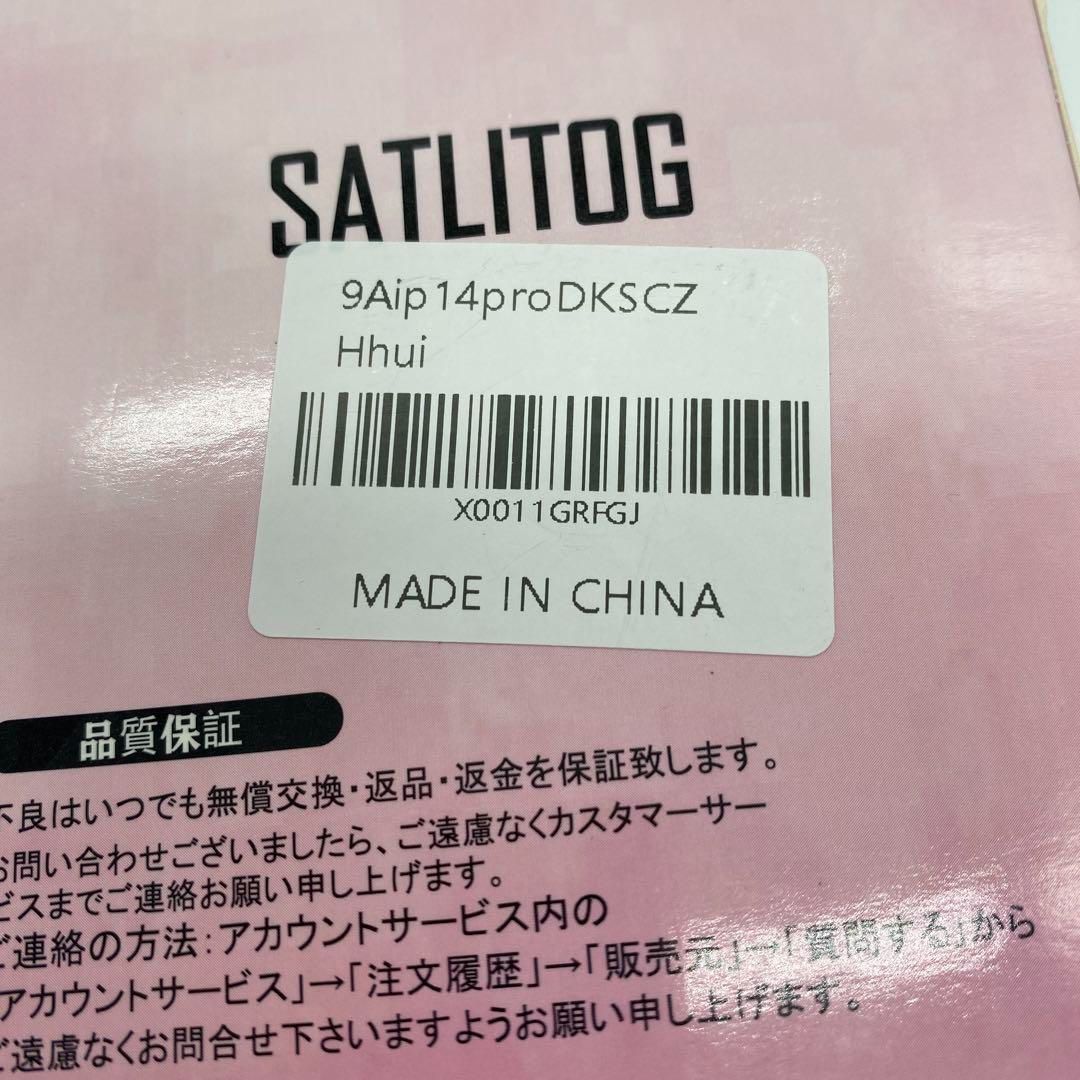 SATLITOG
9Aip14proDKSCZ
Hhui
X0011GRFGJ
MADE IN CHINA
品質保証
不良はいつでも無償交換・返品・返金を保証致します。
お問い合わせございましたら、ご遠慮なくカスタマーサー
ビスまでご連絡お願い申し上げます。
ご連絡の方法:アカウントサービス内の
アカウントサービス」→「注文履歴」→「販売元」→「質問する」から
ご遠慮なくお問合せ下さいますようお願い申し上げます。